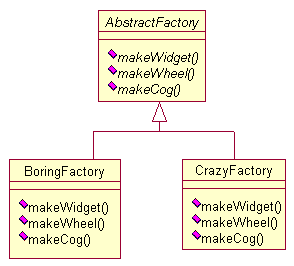 AbstractFactory
makeWidget()
makeWheel()
makeCog()
BoringFactory
makeWidget()
makeWheel()
makeCog()
CrazyFactory
makeWidget()
makeWheel()
makeCog()